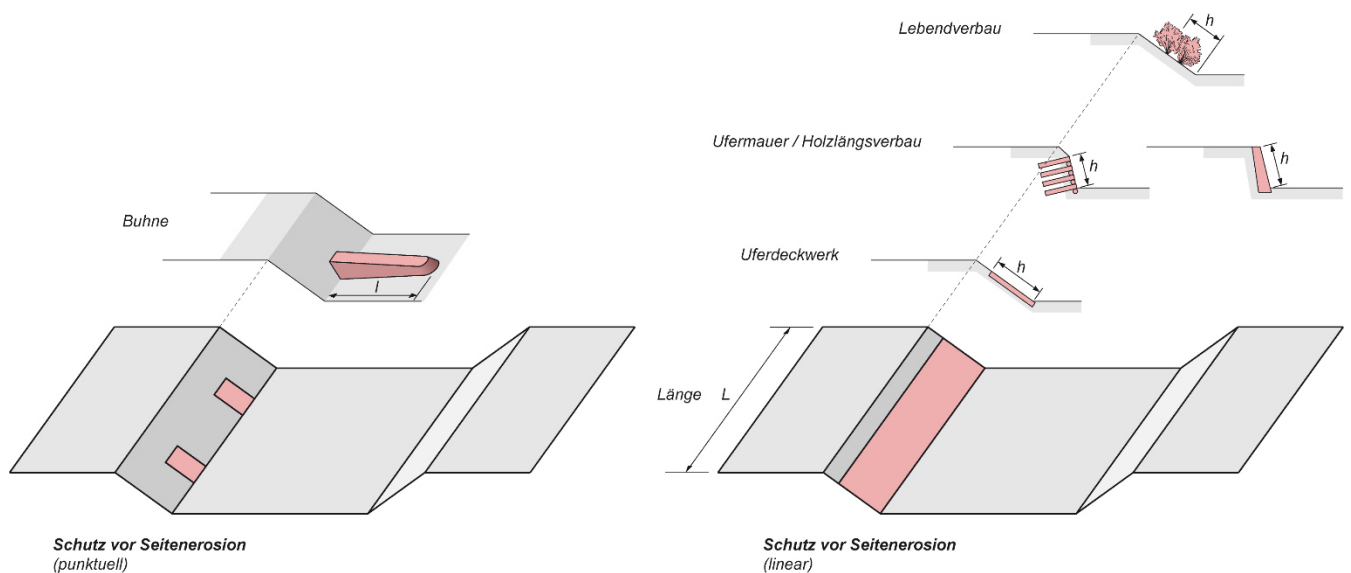 Buhne
l
Schutz vor Seitenerosion
(punktuell)
Lebendverbau
h
Ufermauer / Holzlängsverbau
h
h
Uferdeckwerk
h
Länge L
Schutz vor Seitenerosion
(linear)